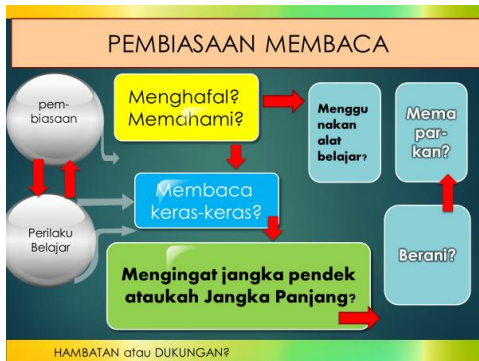 PEMBIASAAN MEMBACA
pem-
biasaan
Perilaku
Belajar
Menghafal?
Memahami?
Membaca
keras-keras?
Mengingat jangka pendek
ataukah Jangka Panjang?
Menggu
nakan
alat
belajar?
Mema
par-
kan?
Berani?
HAMBATAN atau DUKUNGAN?